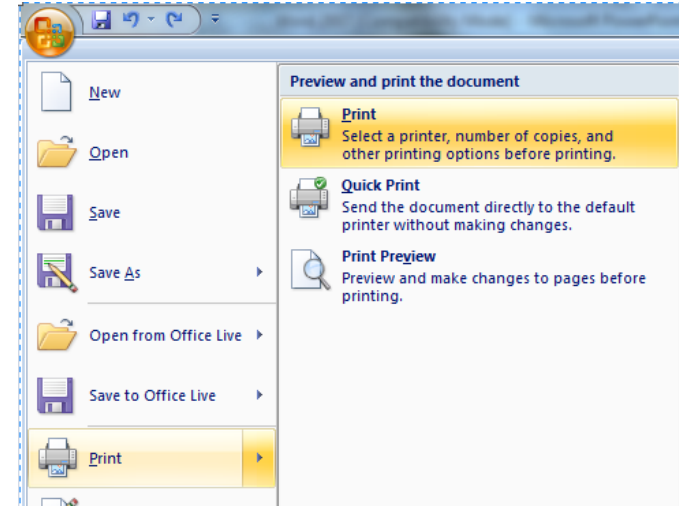 New
Open
Save
Save As
Open from Office Live
Save to Office Live
Print
Preview and print the document
Print
Select a printer, number of copies, and
other printing options before printing.
Quick Print
Send the document directly to the default
printer without making changes.
Print Preview
Preview and make changes to pages before
printing.